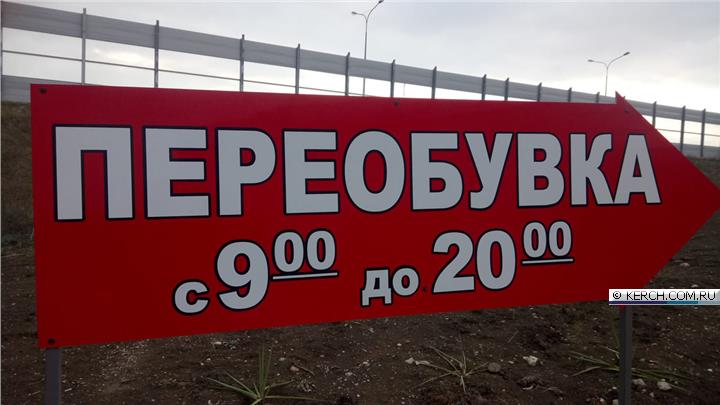 ПЕРЕОБУВКА
с 9⁰⁰ до 20⁰⁰
© KERCH.COM.RU